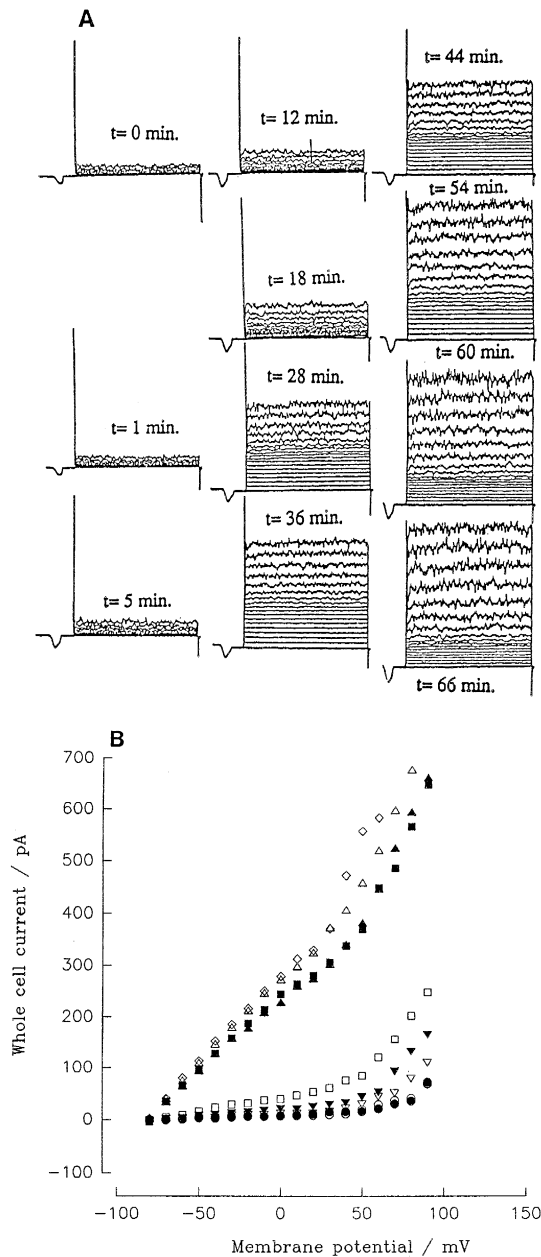 A
t= 0 min.
t= 12 min.
t= 44 min.
t= 54 min.
t= 18 min.
t= 1 min.
t= 28 min.
t= 60 min.
t= 5 min.
t= 36 min.
t= 66 min.
B
700
600
500
400
300
200
100
0
−100
Whole cell current / pA
−100
−50
0
50
100
150
Membrane potential / mV